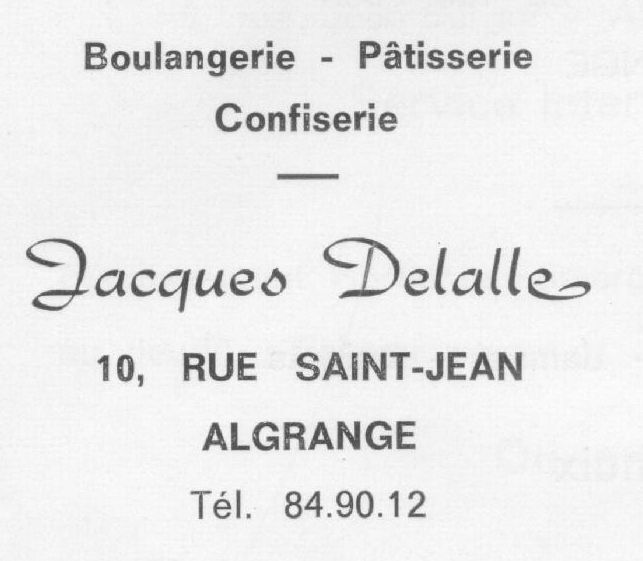 Boulangerie - Pâtisserie
Confiserie
Jacques Delalle
10, RUE SAINT-JEAN
ALGRANGE
Tél. 84.90.12